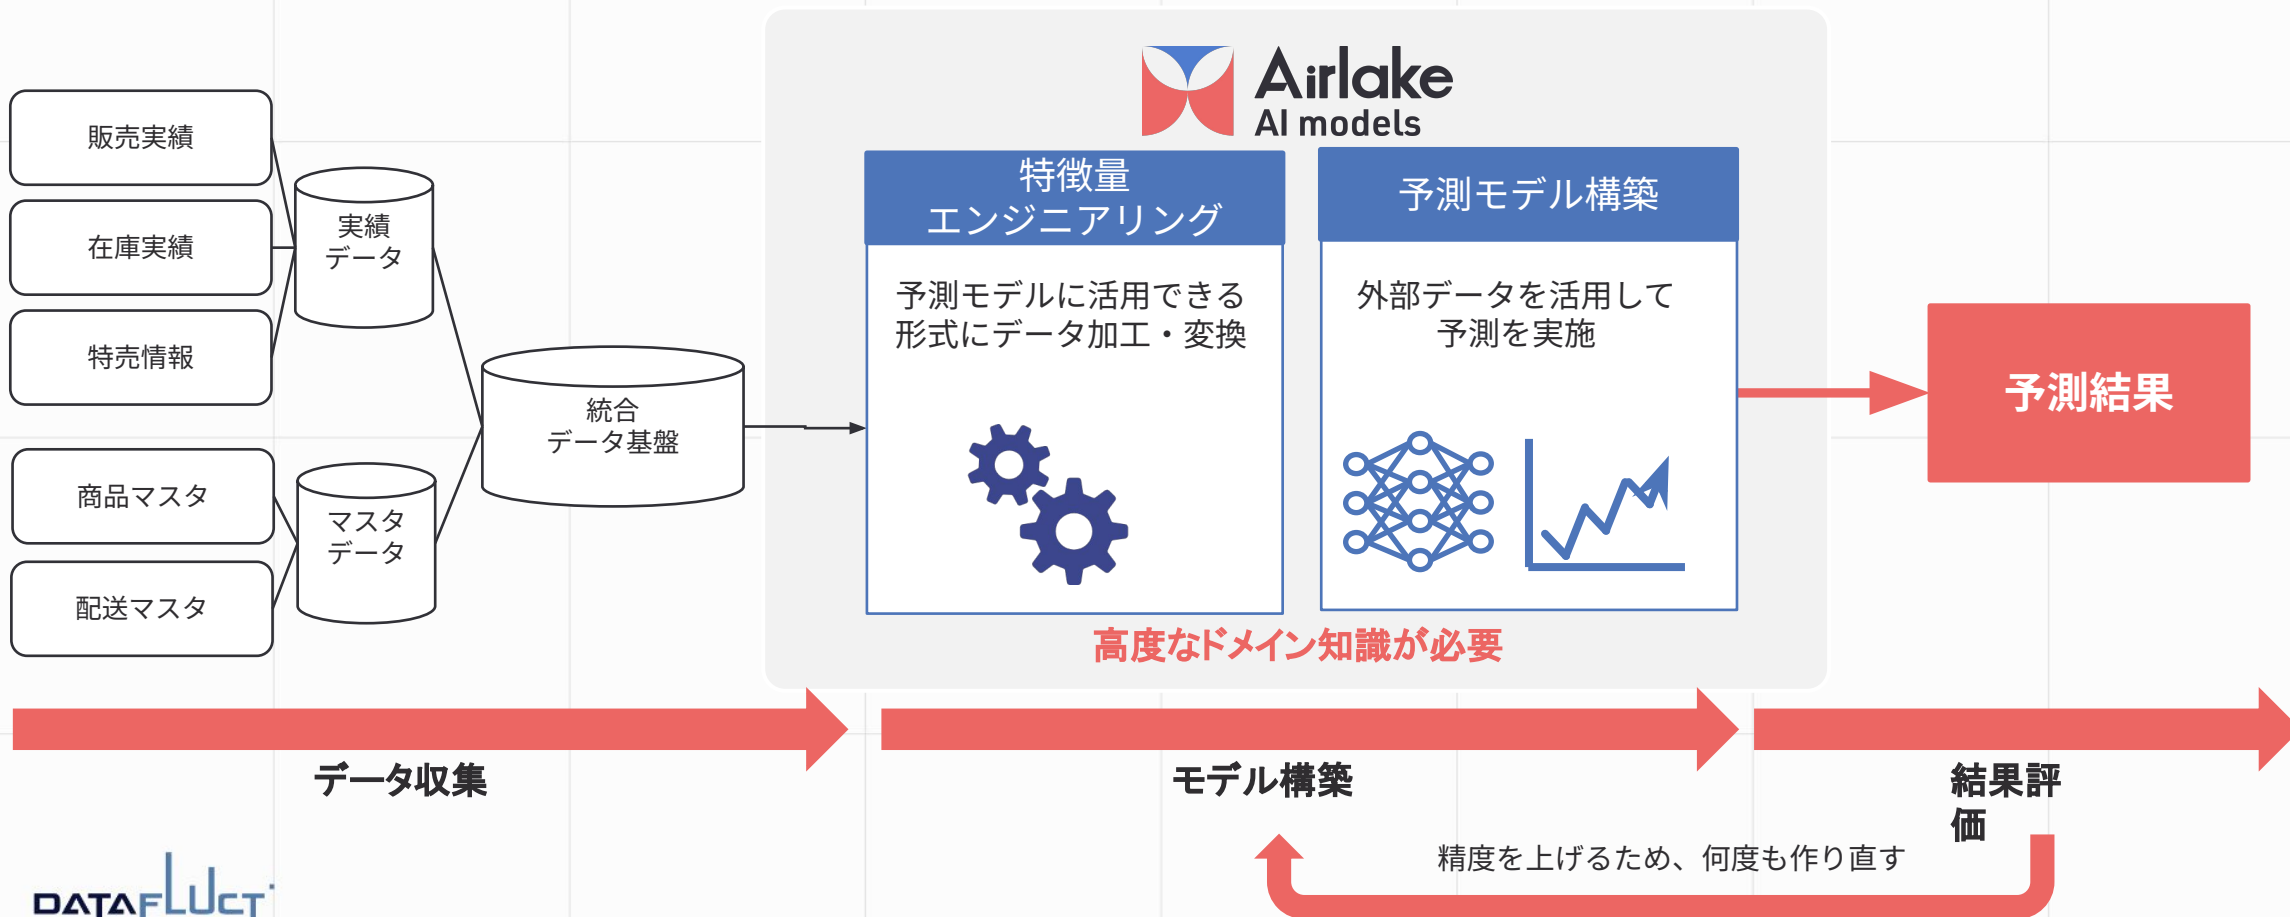 Airlake
AI models
販売実績
在庫実績
特売情報
実績
データ
商品マスタ
配送マスタ
マスタ
データ
統合
データ基盤
特徴量
エンジニアリング
予測モデルに活用できる
形式にデータ加工・変換
予測モデル構築
外部データを活用して
予測を実施
高度なドメイン知識が必要
予測結果
データ収集
モデル構築
結果評
価
精度を上げるため、何度も作り直す
DATAFLUCT